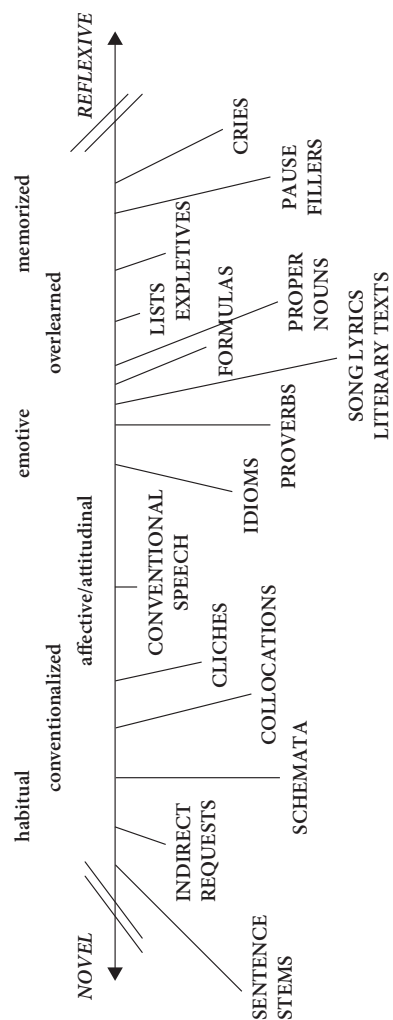 NOVEL
REFLEXIVE
habitual
conventionalized
affective/attitudinal
emotive
overlearned
memorized
SENTENCE
STEMS
INDIRECT
REQUESTS
SCHEMATA
COLLOCATIONS
CLICHES
CONVENTIONAL
SPEECH
IDIOMS
PROVERBS
SONG LYRICS
LITERARY TEXTS
FORMULAS
PROPER
NOUNS
LISTS
EXPLETIVES
PAUSE
FILLERS
CRIES